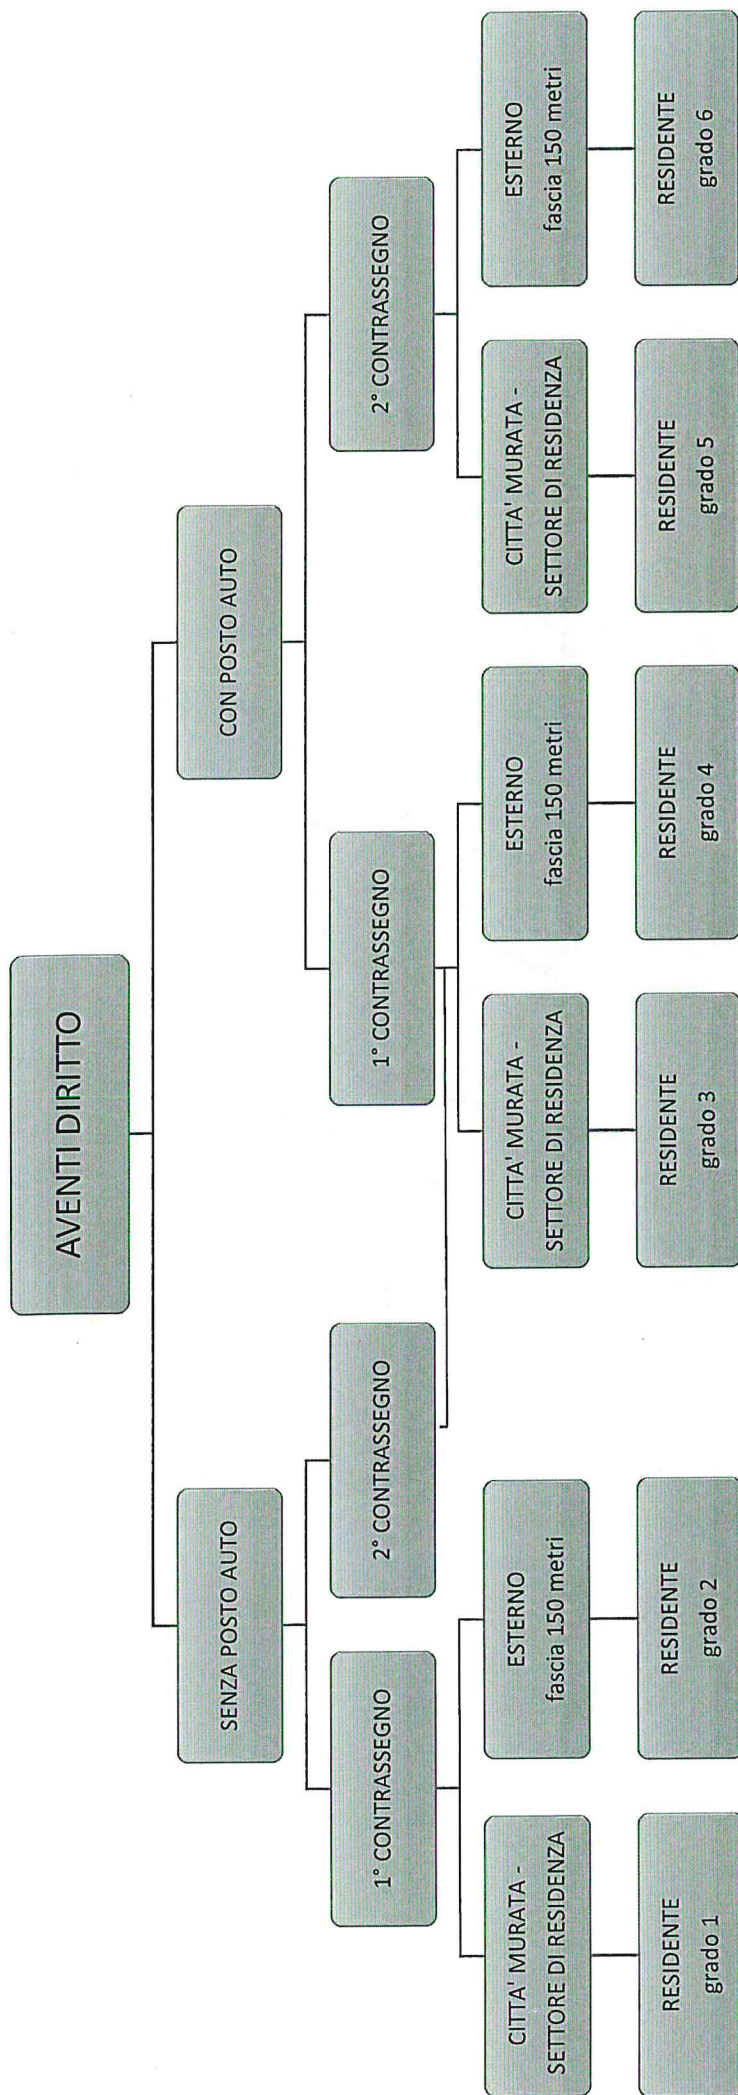 AVENTI DIRITTO
SENZA POSTO AUTO
CON POSTO AUTO
1° CONTRASSEGNO
2° CONTRASSEGNO
1° CONTRASSEGNO
2° CONTRASSEGNO
CITTA' MURATA -
SETTORE DI RESIDENZA
ESTERNO
fascia 150 metri
CITTA' MURATA -
SETTORE DI RESIDENZA
ESTERNO
fascia 150 metri
CITTA' MURATA -
SETTORE DI RESIDENZA
ESTERNO
fascia 150 metri
RESIDENTE
grado 1
RESIDENTE
grado 2
RESIDENTE
grado 3
RESIDENTE
grado 4
RESIDENTE
grado 5
RESIDENTE
grado 6